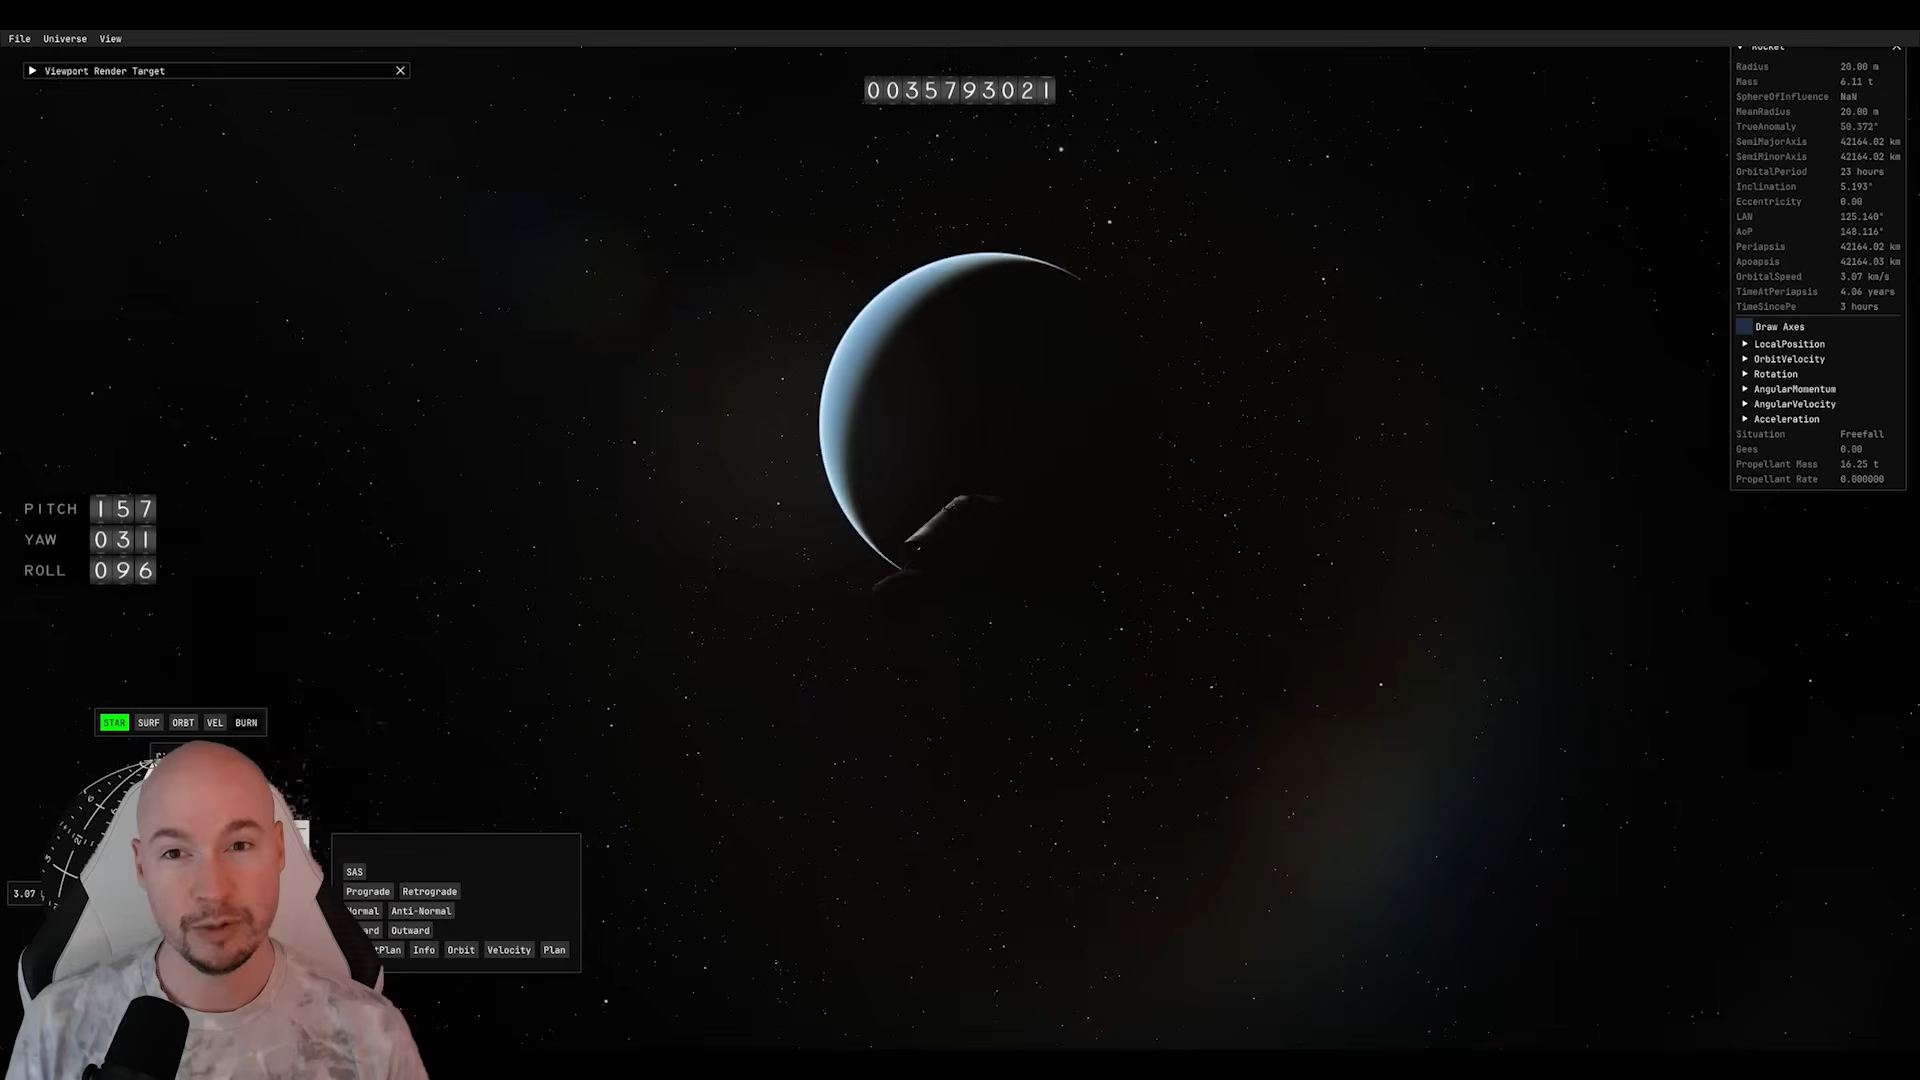 File Universe View
Viewport Render Target
0035793021
Rocket
Radius 20.00 m
Mass 6.11 t
SphereOfInfluence NaN
MeanRadius 20.00 m
TrueAnomaly 50.372°
SemiMajorAxis 42164.02 km
SemiMinorAxis 42164.02 km
OrbitalPeriod 23 hours
Inclination 5.193°
Eccentricity 0.00
LAN 125.140°
AoP 148.116°
Periapsis 42164.02 km
Apoapsis 42164.03 km
OrbitalSpeed 3.07 km/s
TimeAtPeriapsis 4.06 years
TimeSincePe 3 hours
Draw Axes
LocalPosition
OrbitVelocity
Rotation
AngularMomentum
AngularVelocity
Acceleration
Situation Freefall
Gees 0.00
Propellant Mass 16.25 t
Propellant Rate 0.000000
PITCH 157
YAW 031
ROLL 096
STAR SURF ORBT VEL BURN
3.07
SAS
Prograde Retrograde
ormal Anti-Normal
ard Outward
tPlan Info Orbit Velocity Plan